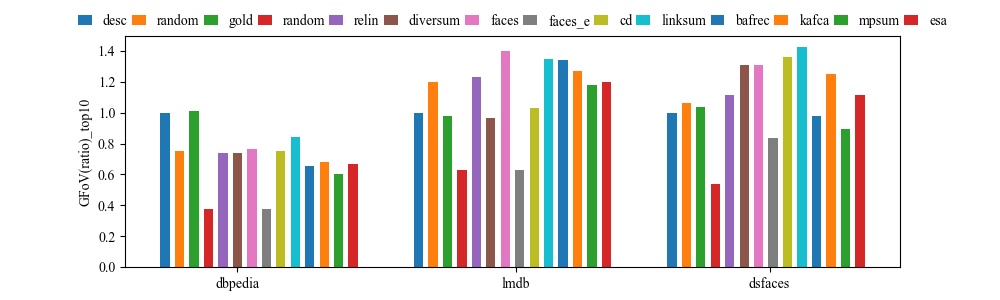 desc random gold random relin diversum faces faces_e cd linksum bafrec kafca mpsum esa
GFoV(ratio)_top10
1.4
1.2
1.0
0.8
0.6
0.4
0.2
0.0
dbpedia lmdb dsfaces